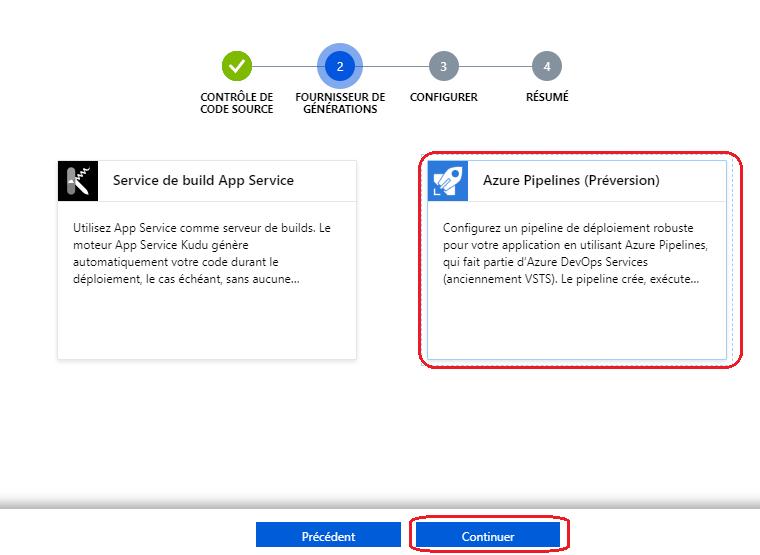 2
3
4
CONTRÔLE DE
CODE SOURCE
FOURNISSEUR DE
GÉNÉRATIONS
CONFIGURER
RÉSUMÉ
Service de build App Service
Utilisez App Service comme serveur de builds. Le
moteur App Service Kudu génère
automatiquement votre code durant le
déploiement, le cas échéant, sans aucune...
Azure Pipelines (Préversion)
Configurez un pipeline de déploiement robuste
pour votre application en utilisant Azure Pipelines,
qui fait partie d'Azure DevOps Services
(anciennement VSTS). Le pipeline crée, exécute...
Précédent
Continuer